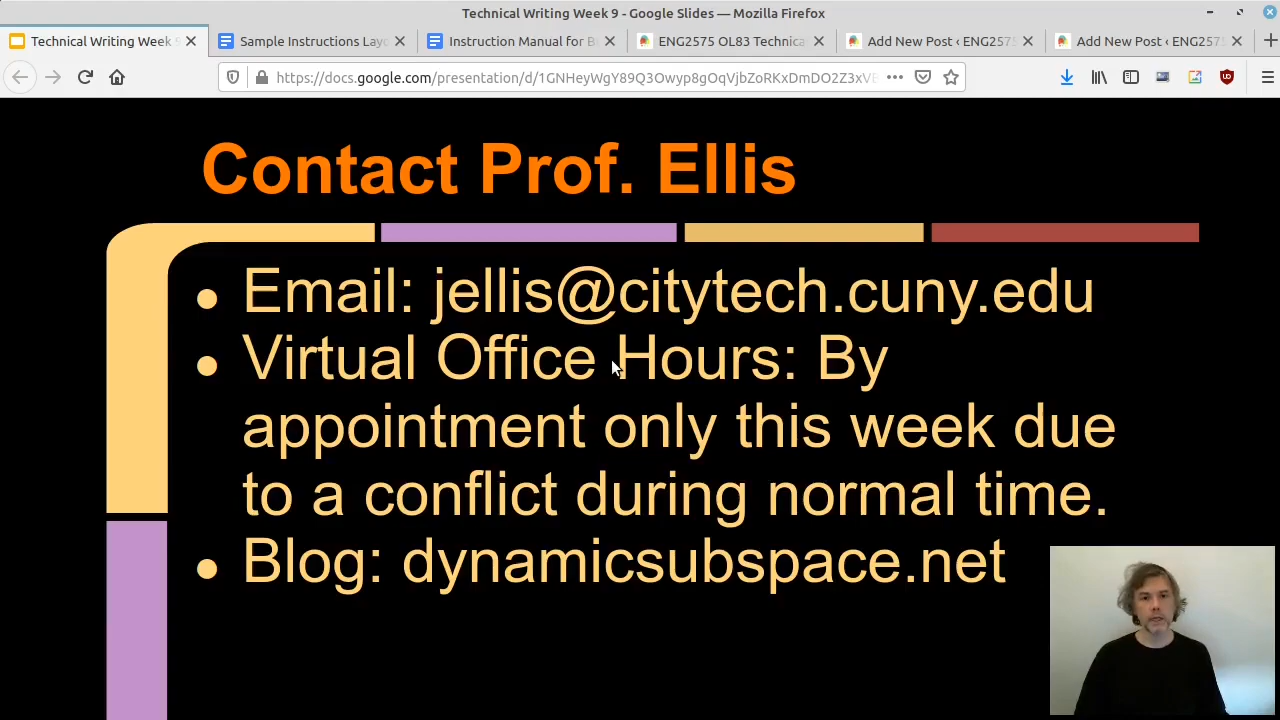 Technical Writing Week 9 - Google Slides — Mozilla Firefox
Technical Writing Week 9
Sample Instructions Layo
Instruction Manual for B
ENG2575 OL83 Technica
Add New Post ‹ ENG2575
Add New Post ‹ ENG2575
https://docs.google.com/presentation/d/1GNHeyWgY89Q3Owyp8gOqVjbZoRKxDmDO2Z3xVB
Contact Prof. Ellis
● Email: jellis@citytech.cuny.edu
● Virtual Office Hours: By
appointment only this week due
to a conflict during normal time.
● Blog: dynamicsubspace.net